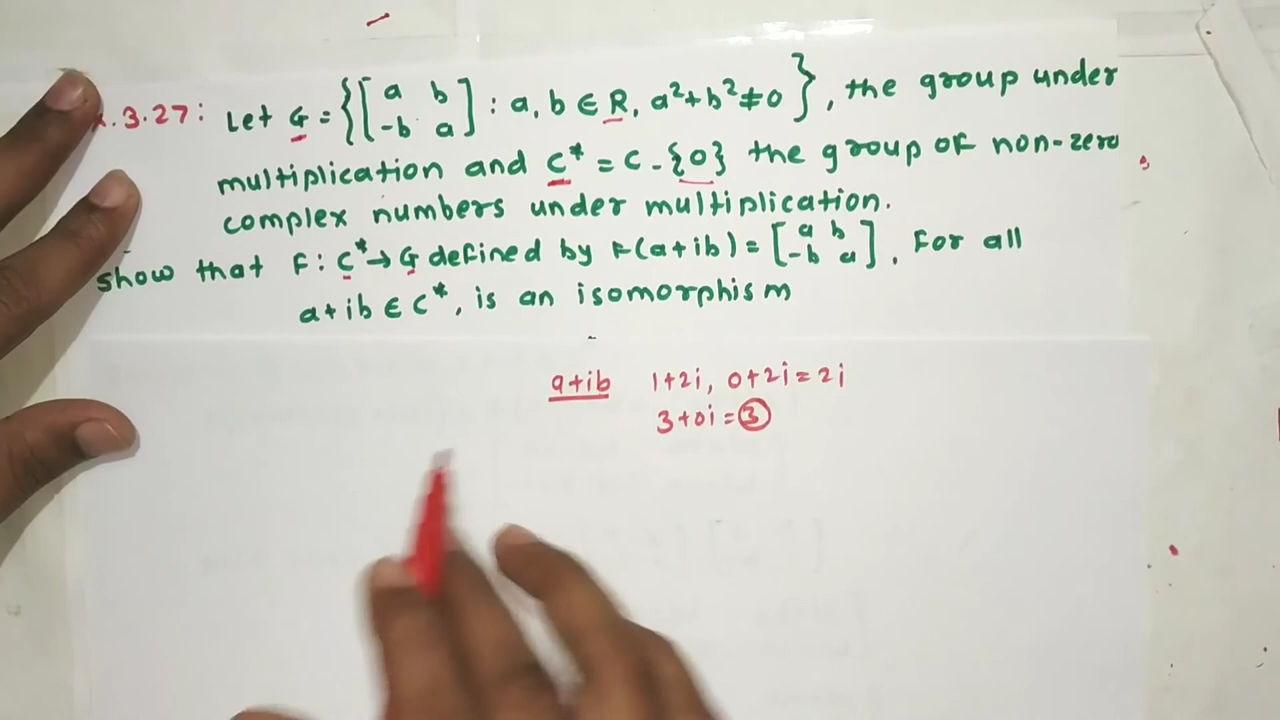 .3.27: Let G = {[a b -b a] : a, b ∈ R, a²+b² ≠ 0}, the group under
multiplication and C* = C - {0} the group of non-zero
complex numbers under multiplication.
show that F: C* → G defined by F(a+ib) = [a b -b a], For all
a+ib ∈ C*, is an isomorphism
a+ib 1+2i, 0+2i = 2i
3+0i = 3